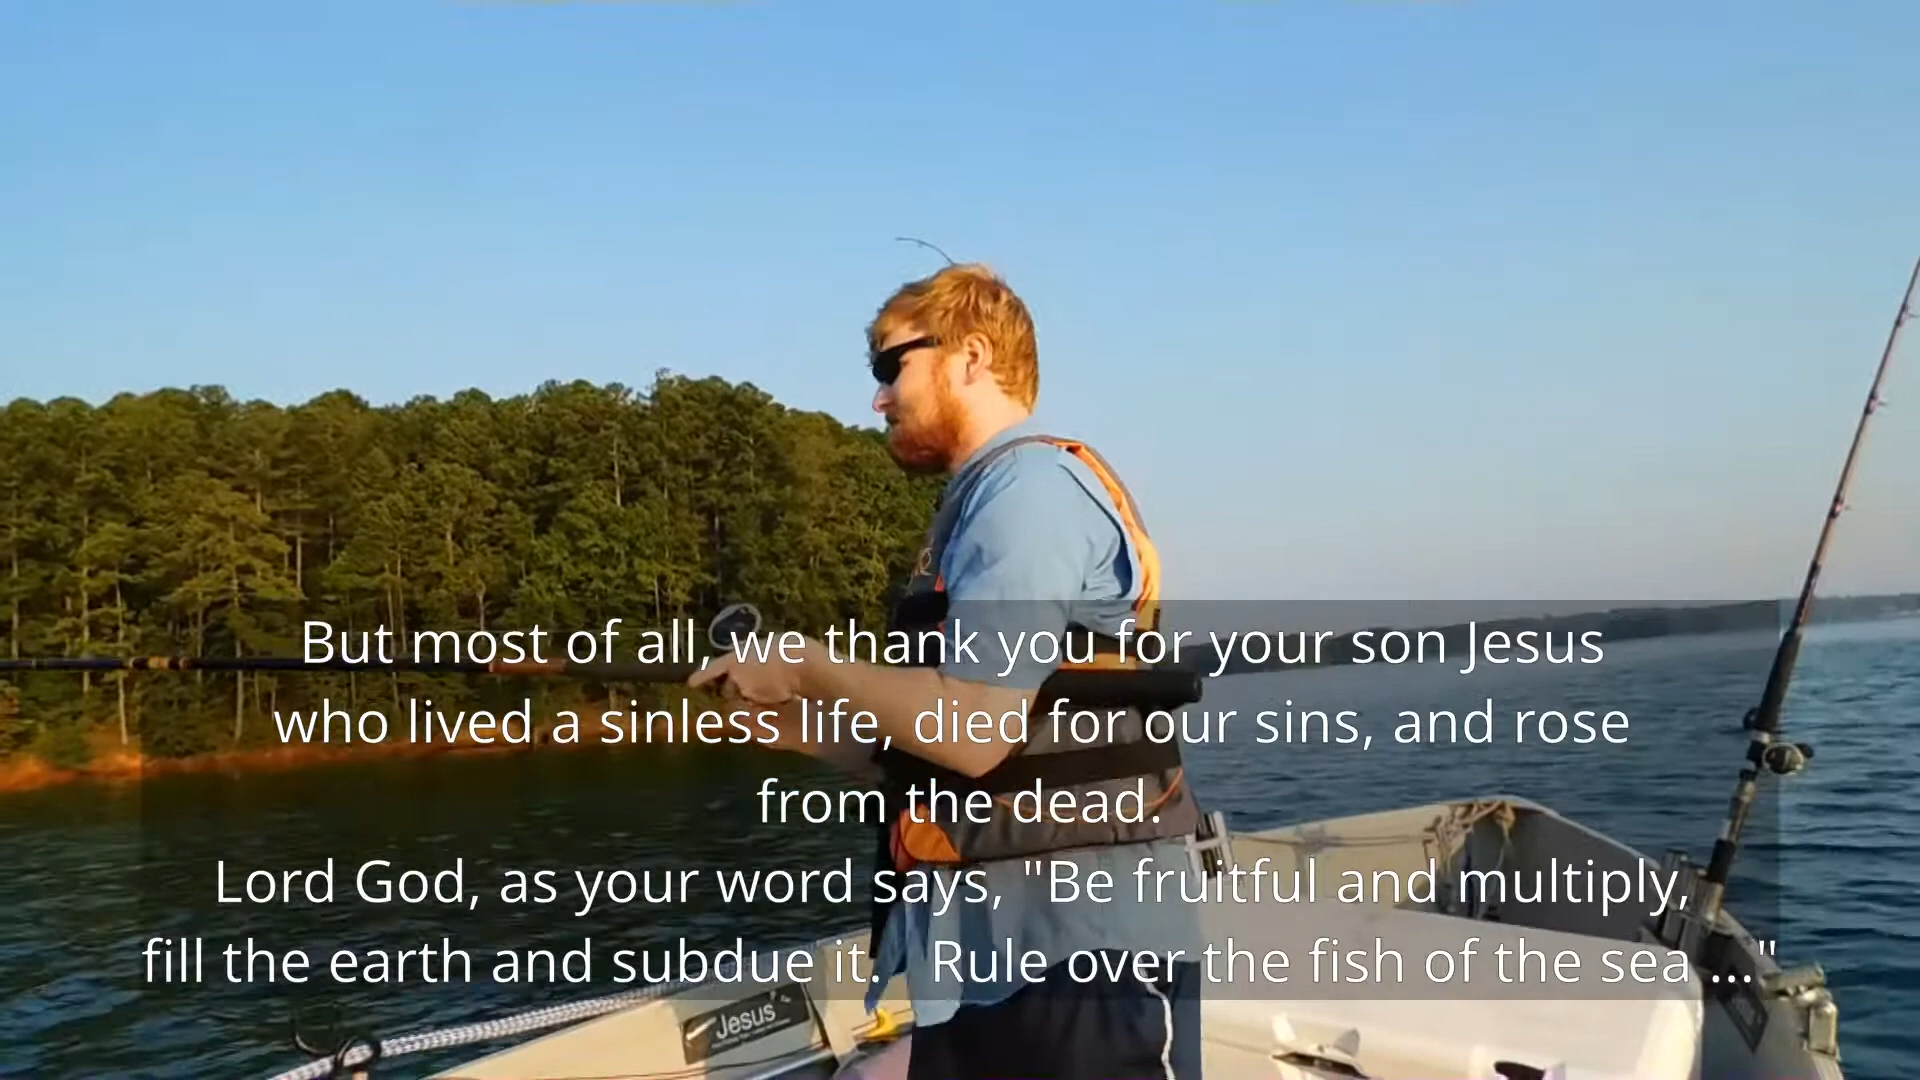 But most of all, we thank you for your son Jesus
who lived a sinless life, died for our sins, and rose
from the dead.
Lord God, as your word says, "Be fruitful and multiply,
fill the earth and subdue it.   Rule over the fish of the sea ..."
Jesus